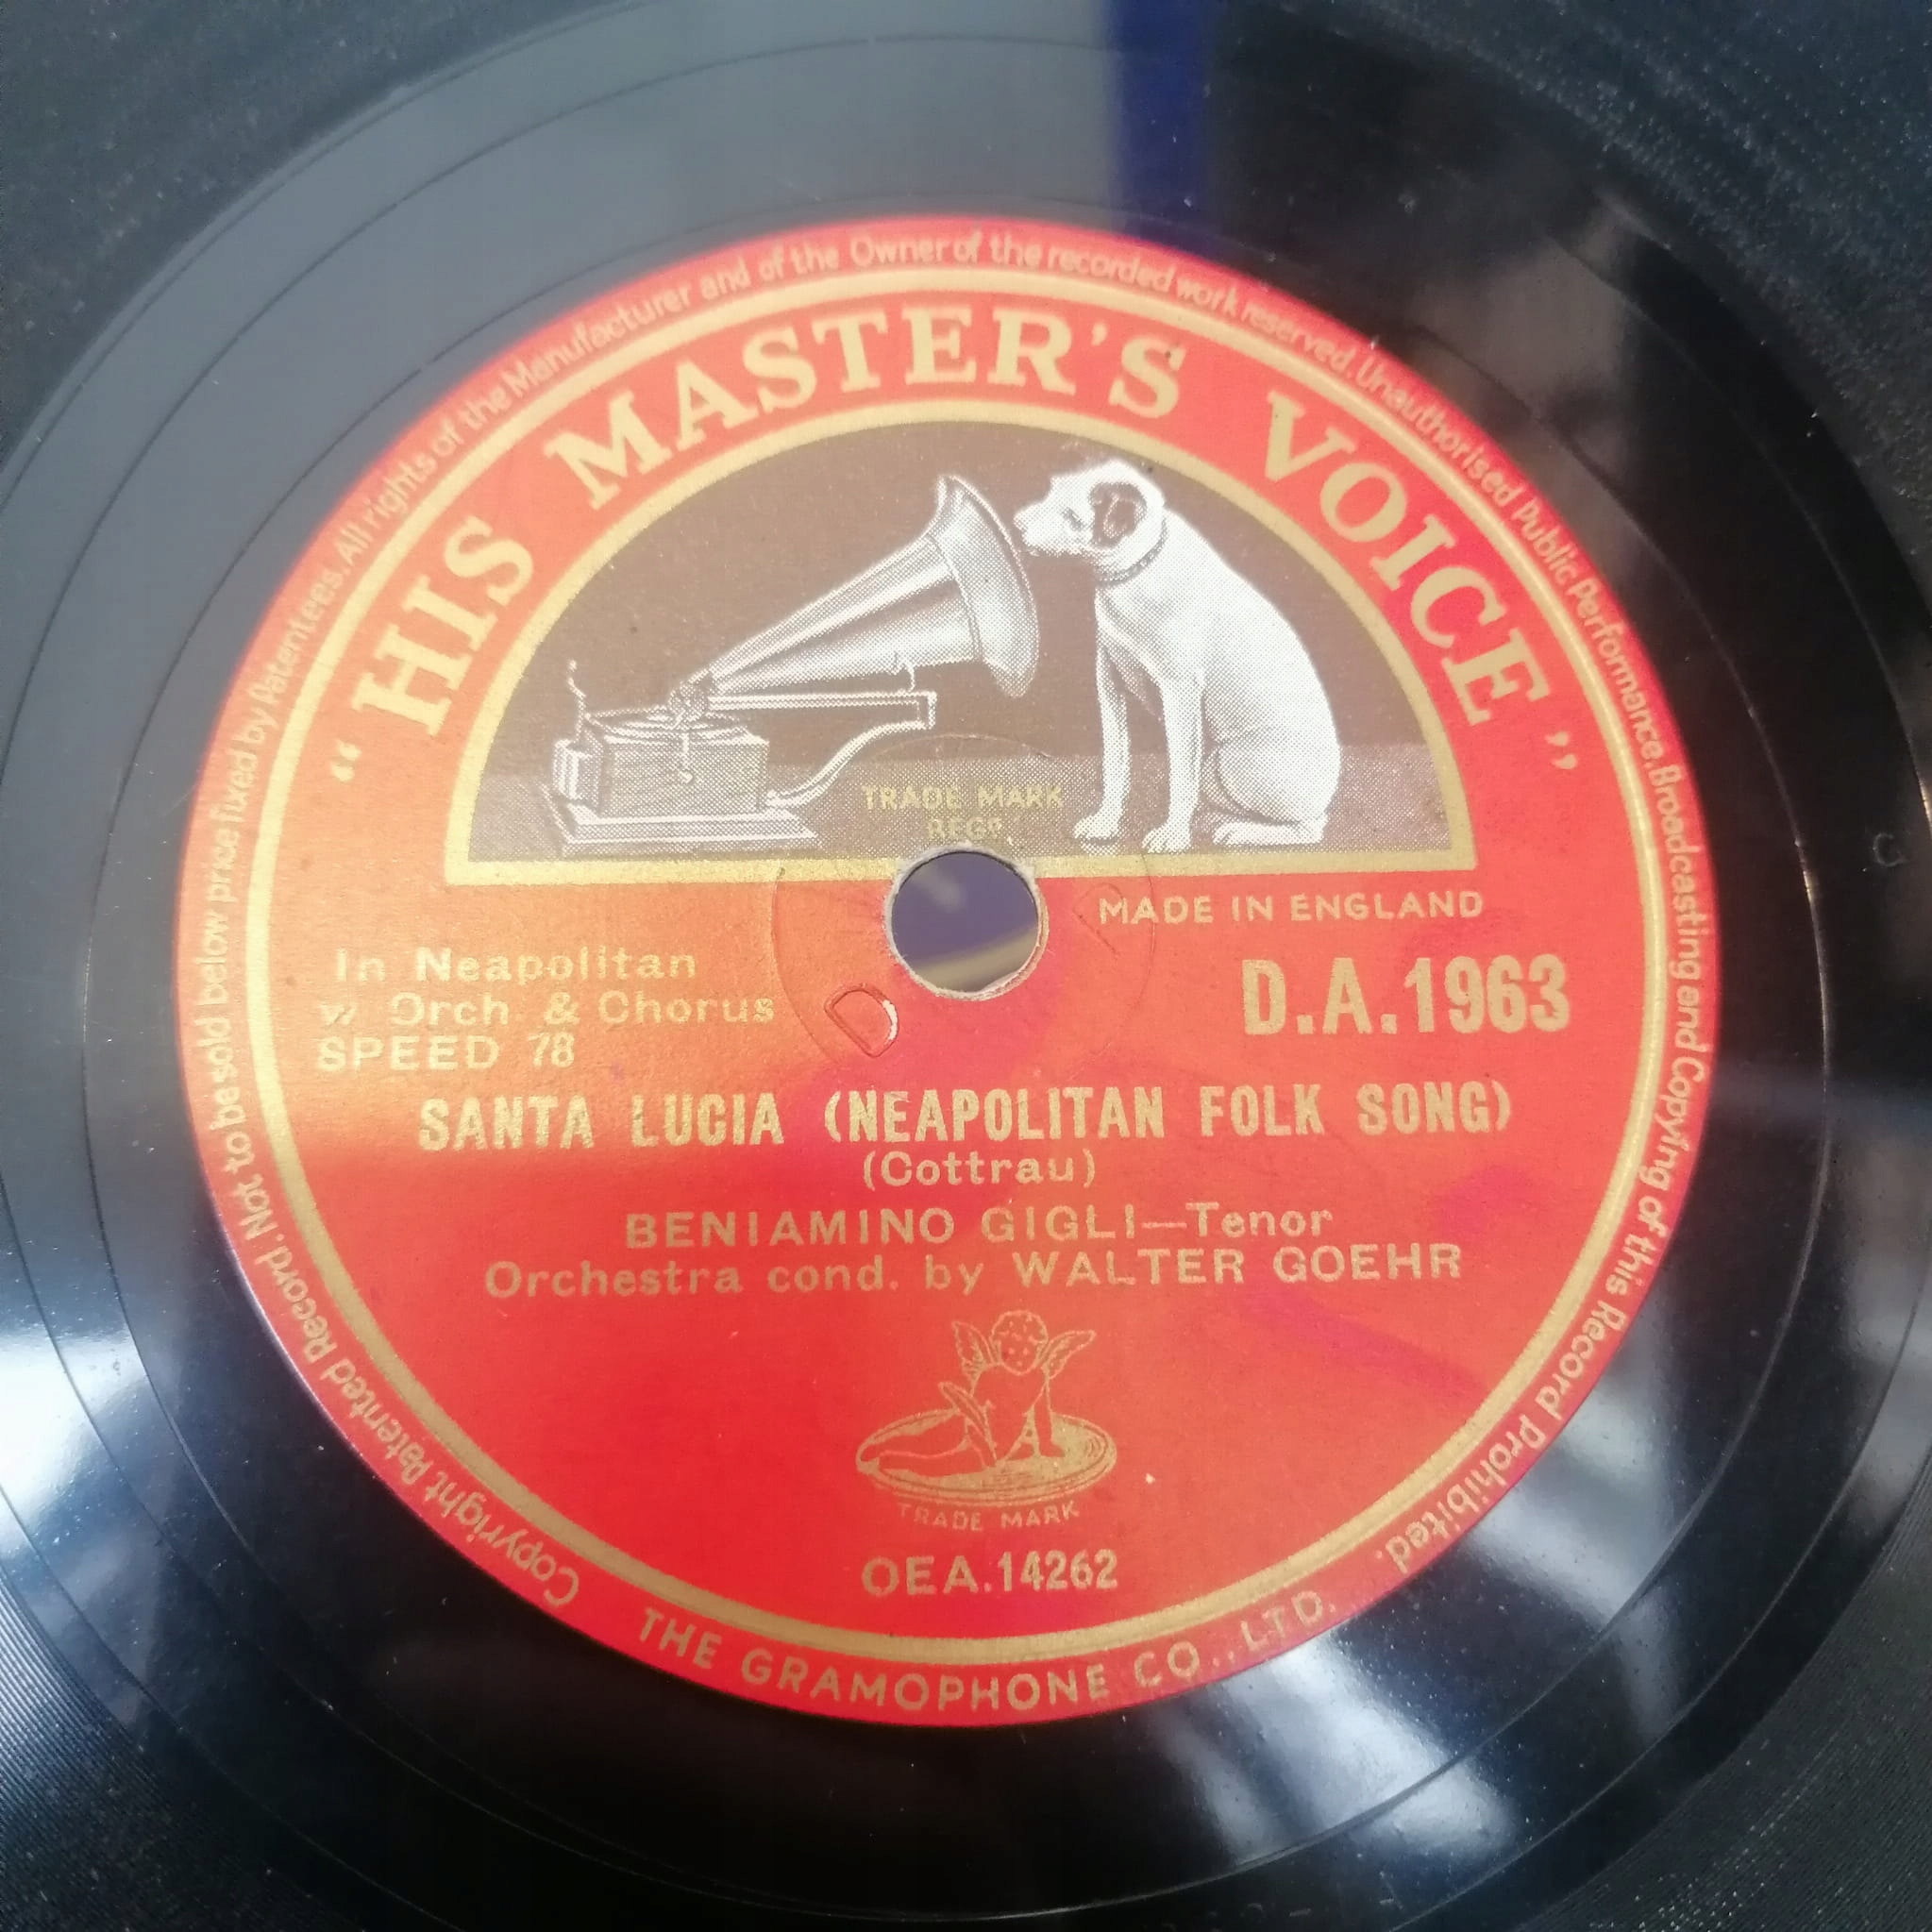 Copyright Patented Record. Not to be sold below price fixed by Patentees. All rights of the Manufacturer and of the Owner of the recorded work reserved. Unauthorised Public Performance, Broadcasting and Copying of this Record Prohibited.
“HIS MASTER'S VOICE”
TRADE MARK
REGD.
MADE IN ENGLAND
In Neapolitan
w Orch & Chorus
SPEED 78
D.A.1963
SANTA LUCIA (NEAPOLITAN FOLK SONG)
(Cottrau)
BENIAMINO GIGLI—Tenor
Orchestra cond. by WALTER GOEHR
TRADE MARK
OEA.14262
THE GRAMOPHONE CO., LTD.
D